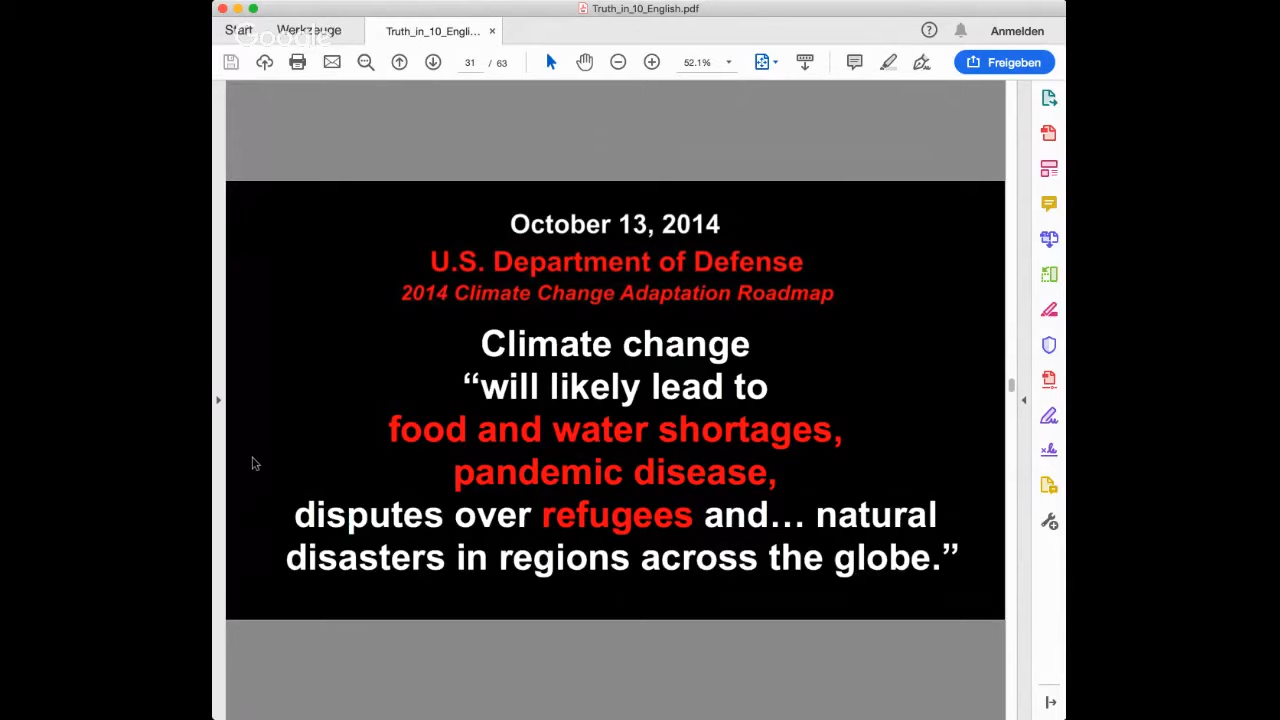 Truth_in_10_English.pdf
Start Werkzeuge Truth_in_10_Engli... ×
Google
Anmelden
31 / 63 52.1% Freigeben
October 13, 2014
U.S. Department of Defense
2014 Climate Change Adaptation Roadmap
Climate change
“will likely lead to
food and water shortages,
pandemic disease,
disputes over refugees and… natural
disasters in regions across the globe.”